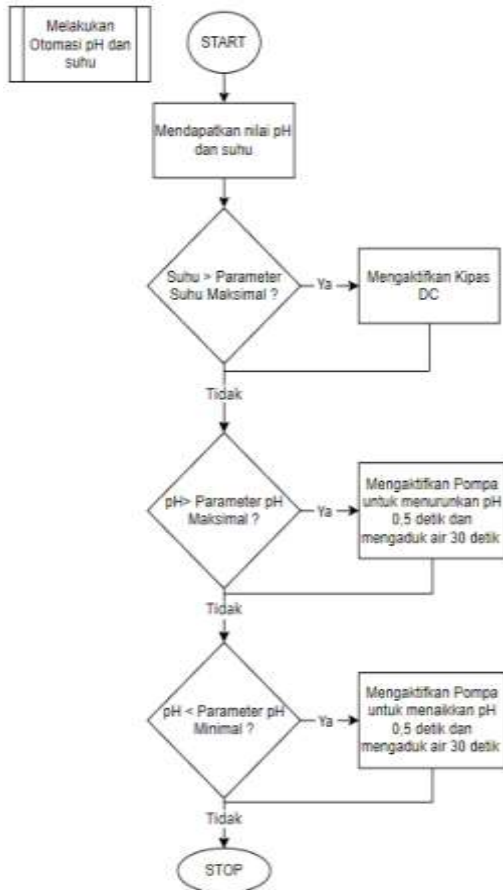 Melakukan
Otomasi pH dan
suhu
START
Mendapatkan nilai pH
dan suhu
Suhu > Parameter
Suhu Maksimal ?
Ya
Mengaktifkan Kipas
DC
Tidak
pH> Parameter pH
Maksimal ?
Ya
Mengaktifkan Pompa
untuk menurunkan pH
0,5 detik dan
mengaduk air 30 detik
Tidak
pH < Parameter pH
Minimal ?
Ya
Mengaktifkan Pompa
untuk menaikkan pH
0,5 detik dan
mengaduk air 30 detik
Tidak
STOP